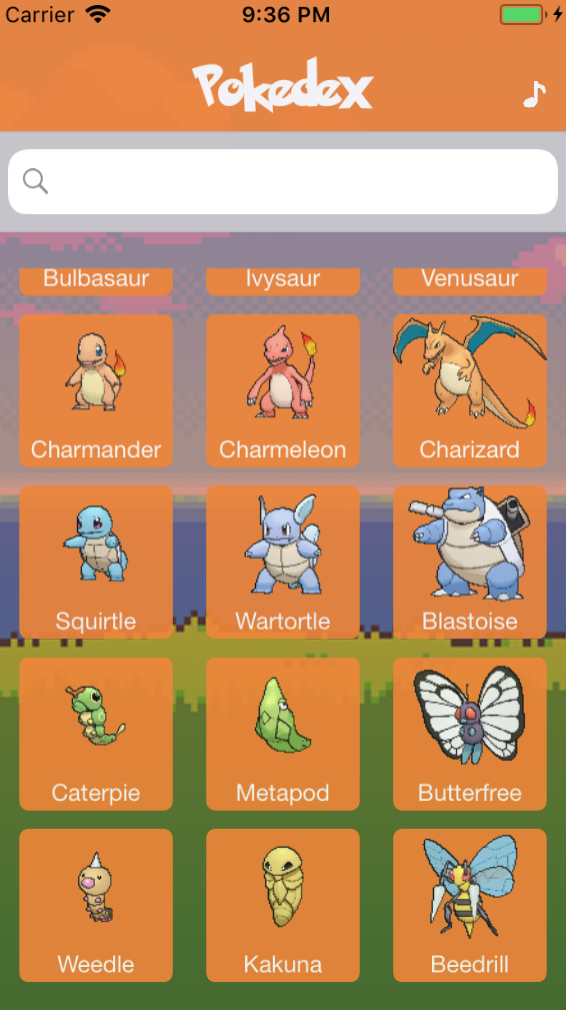 Carrier 9:36 PM
Pokedex
Bulbasaur Ivysaur Venusaur
Charmander Charmeleon Charizard
Squirtle Wartortle Blastoise
Caterpie Metapod Butterfree
Weedle Kakuna Beedrill